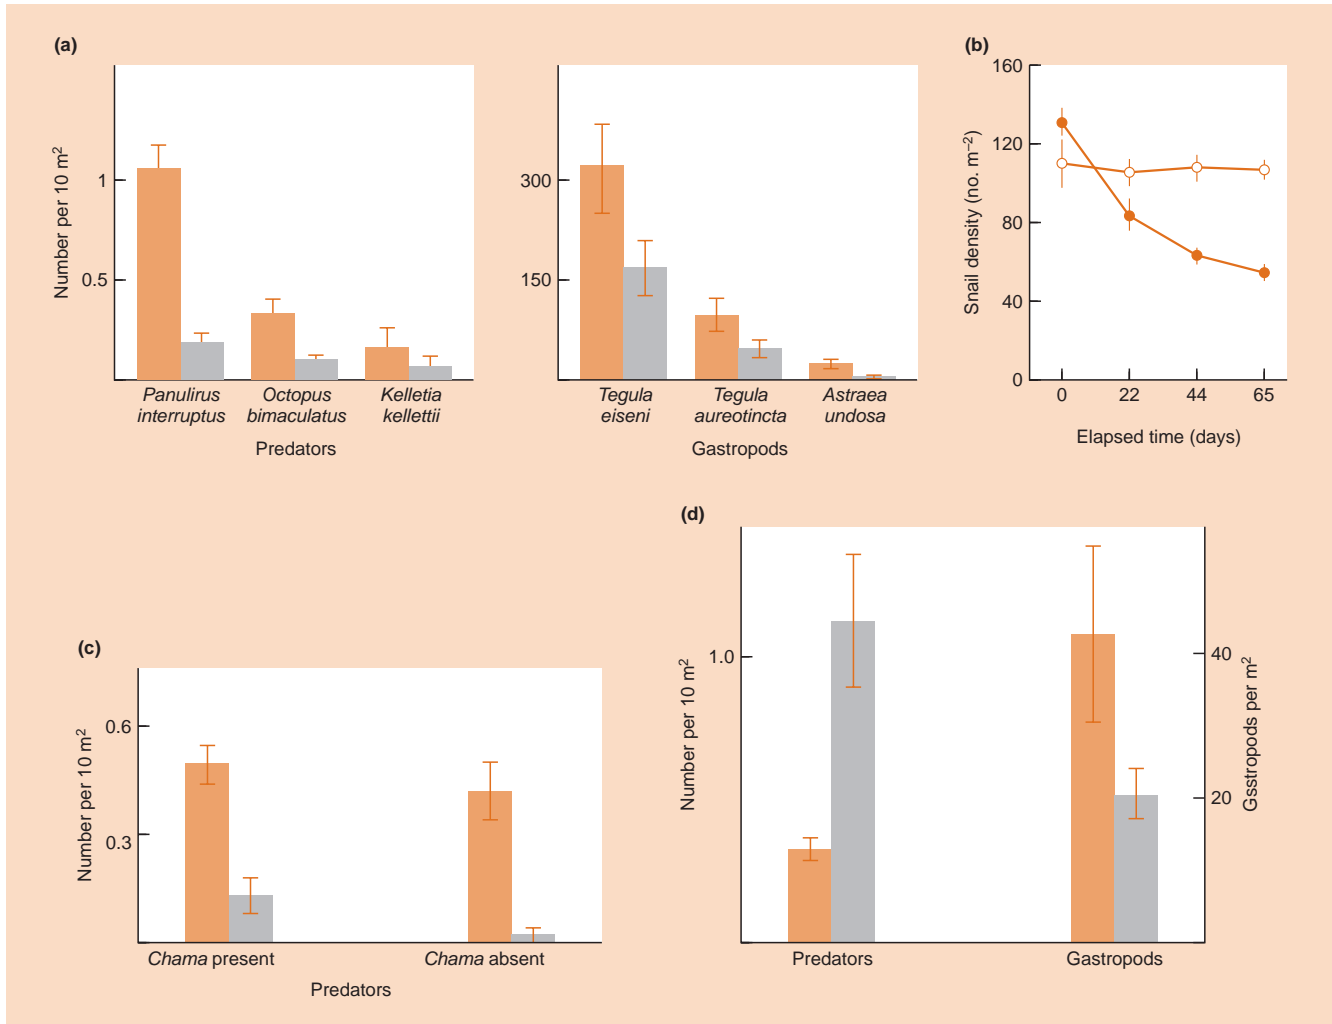 (a)
Number per 10 m²
1
0.5
Panulirus interruptus
Octopus bimaculatus
Kelletia kellettii
Predators
300
150
Tegula eiseni
Tegula aureotincta
Astraea undosa
Gastropods
(b)
Snail density (no. m⁻²)
160
120
80
40
0
0 22 44 65
Elapsed time (days)
(c)
Number per 10 m²
0.6
0.3
Chama present
Chama absent
Predators
(d)
Number per 10 m²
1.0
40
20
Gsstropods per m²
Predators
Gastropods